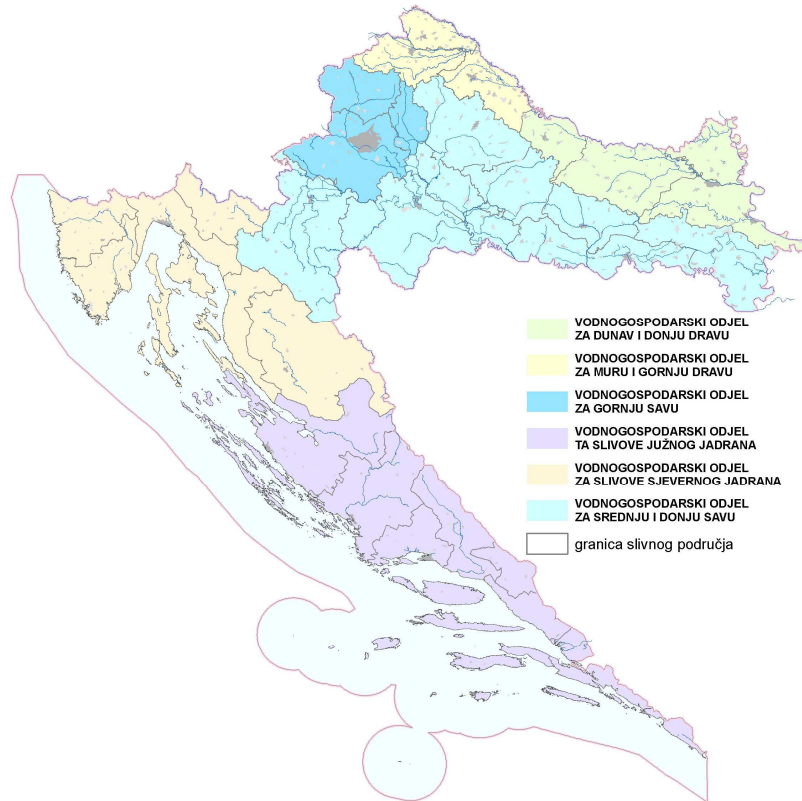 VODNOGOSPODARSKI ODJEL
ZA DUNAV I DONJU DRAVU
VODNOGOSPODARSKI ODJEL
ZA MURU I GORNJU DRAVU
VODNOGOSPODARSKI ODJEL
ZA GORNJU SAVU
VODNOGOSPODARSKI ODJEL
TA SLIVOVE JUŽNOG JADRANA
VODNOGOSPODARSKI ODJEL
ZA SLIVOVE SJEVERNOG JADRANA
VODNOGOSPODARSKI ODJEL
ZA SREDNJU I DONJU SAVU
granica slivnog područja